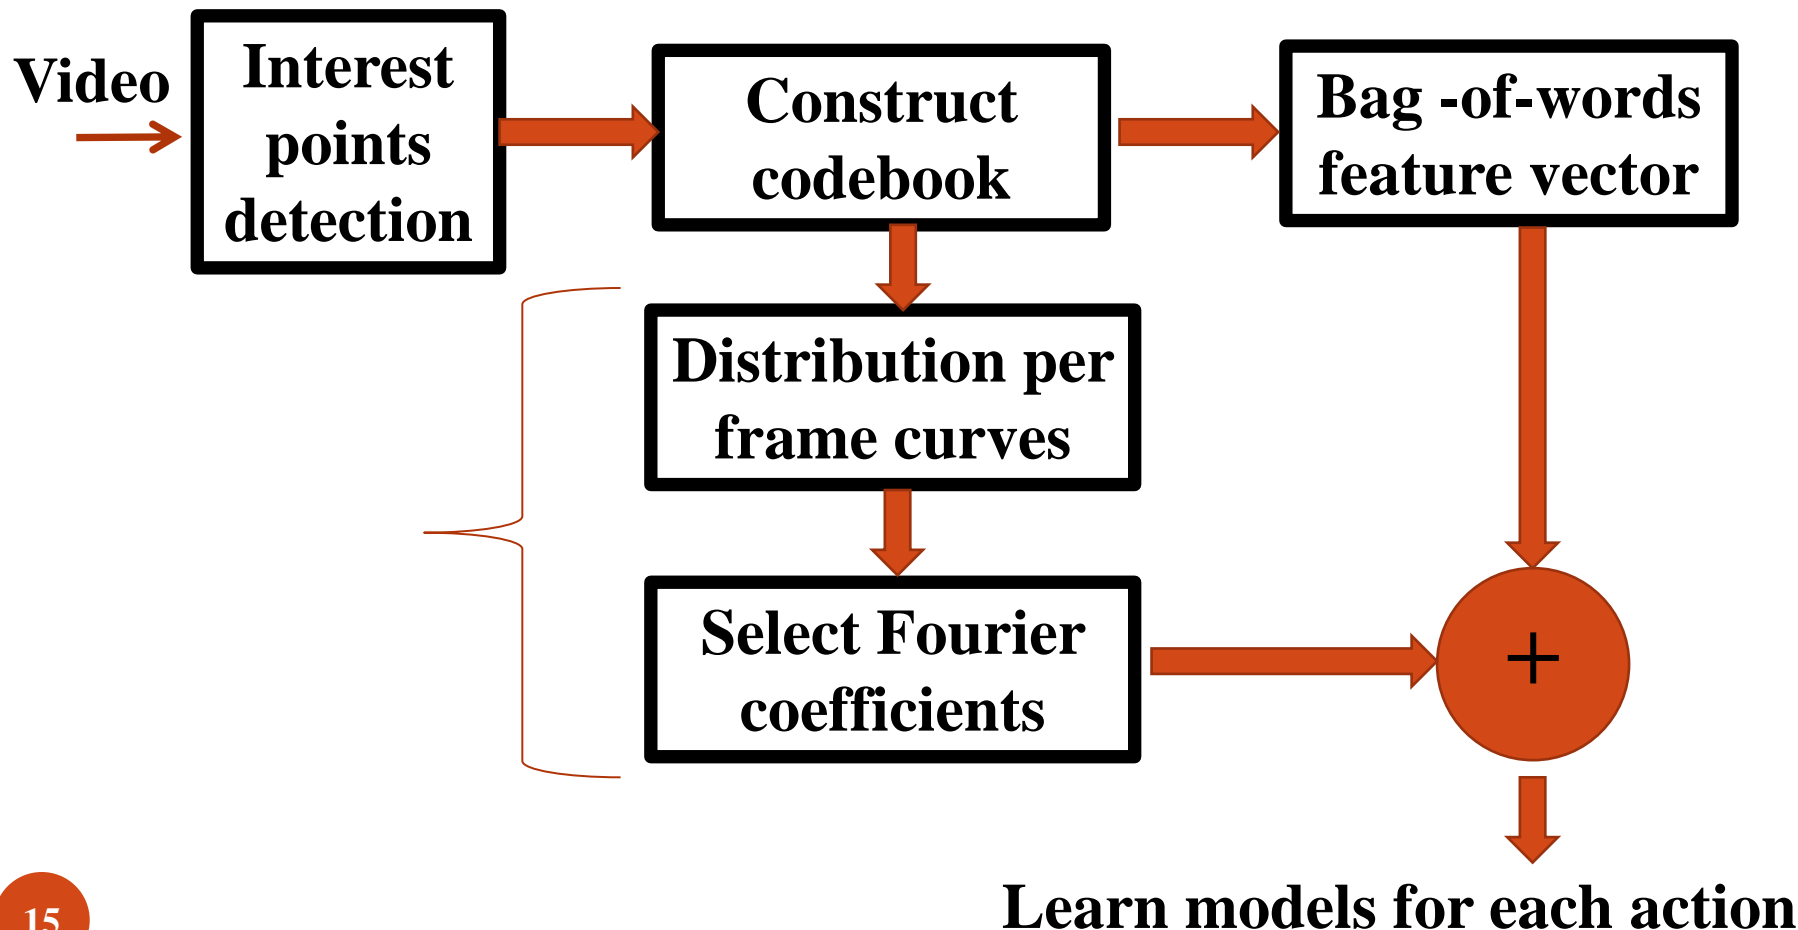 Video
Interest
points
detection
Construct
codebook
Bag -of-words
feature vector
Distribution per
frame curves
Select Fourier
coefficients
+
Learn models for each action
15